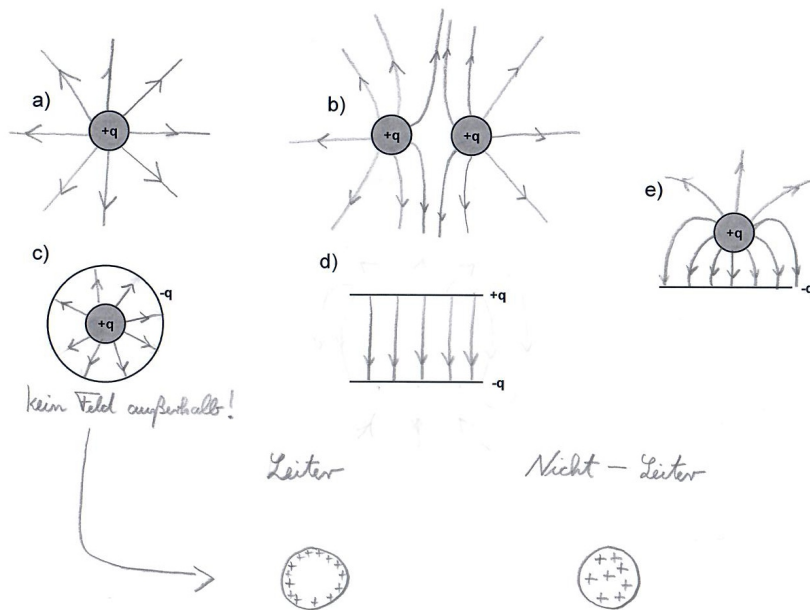 a)
+q
b)
+q +q
e)
+q
-q
c)
-q
+q
d)
+q
-q
kein Feld außerhalb!
Leiter
Nicht – Leiter